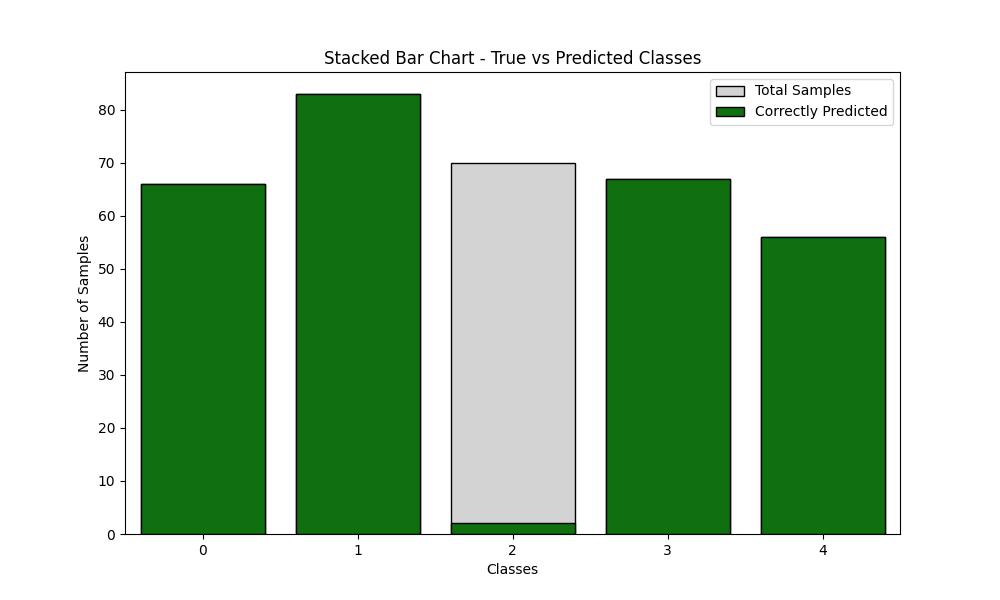 Stacked Bar Chart - True vs Predicted Classes
Total Samples
Correctly Predicted
Number of Samples
80
70
60
50
40
30
20
10
0
0 1 2 3 4
Classes